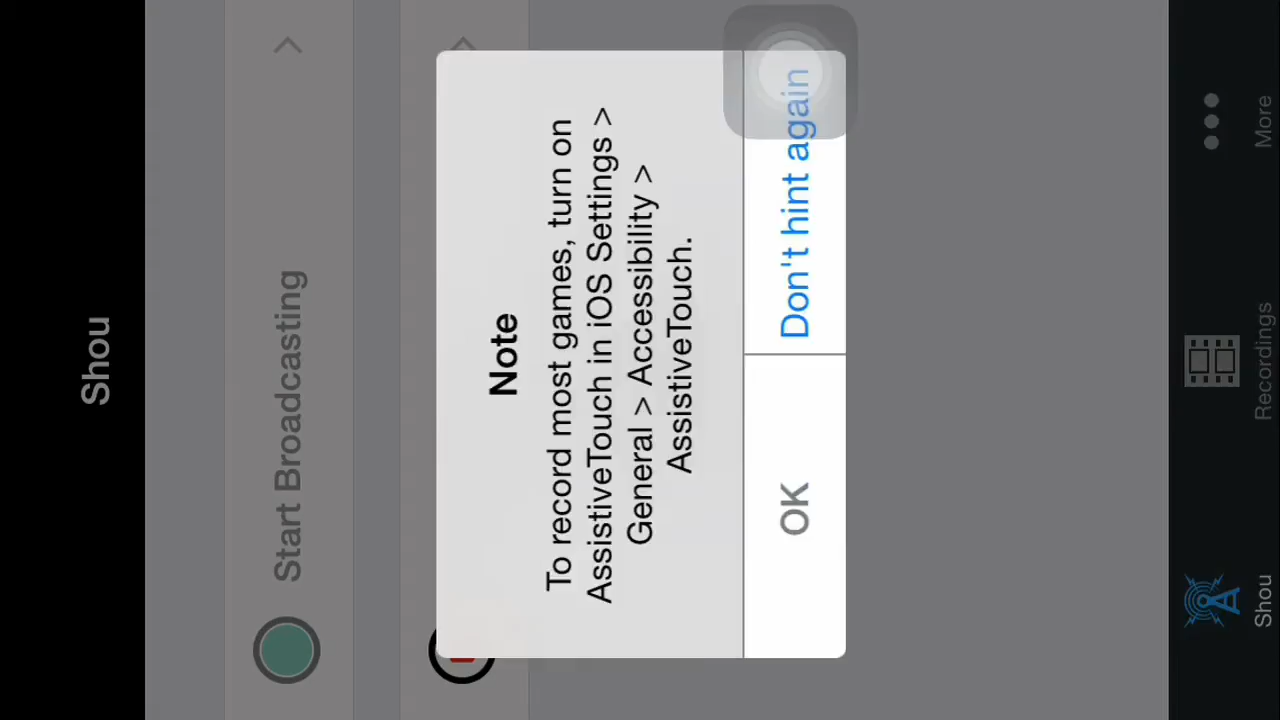 Shou
Start Broadcasting
Note
To record most games, turn on
AssistiveTouch in iOS Settings >
General > Accessibility >
AssistiveTouch.
OK
Don't hint again
Shou
Recordings
More